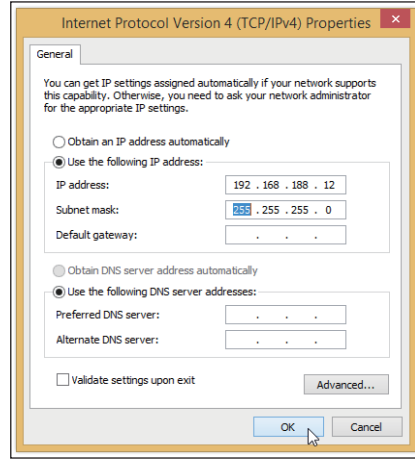 Internet Protocol Version 4 (TCP/IPv4) Properties
General
You can get IP settings assigned automatically if your network supports
this capability. Otherwise, you need to ask your network administrator
for the appropriate IP settings.
Obtain an IP address automatically
Use the following IP address:
IP address: 192 . 168 . 188 . 12
Subnet mask: 255 . 255 . 255 . 0
Default gateway: . . .
Obtain DNS server address automatically
Use the following DNS server addresses:
Preferred DNS server: . . .
Alternate DNS server: . . .
Validate settings upon exit
Advanced...
OK Cancel